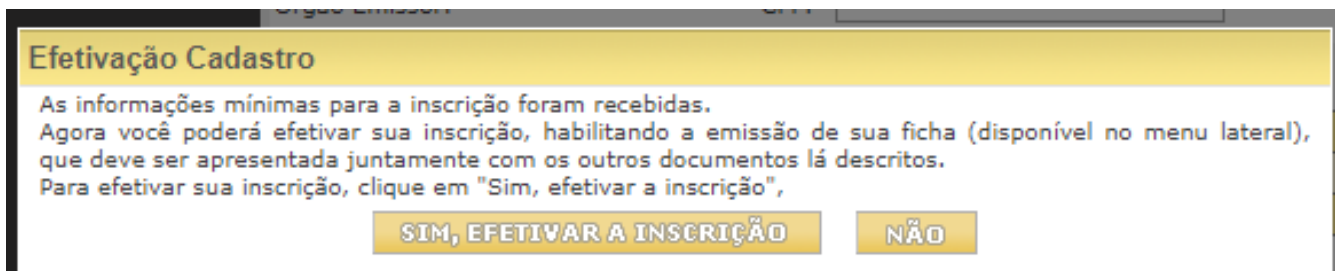 Efetivação Cadastro
As informações mínimas para a inscrição foram recebidas.
Agora você poderá efetivar sua inscrição, habilitando a emissão de sua ficha (disponível no menu lateral),
que deve ser apresentada juntamente com os outros documentos lá descritos.
Para efetivar sua inscrição, clique em "Sim, efetivar a inscrição",
SIM, EFETIVAR A INSCRIÇÃO NÃO